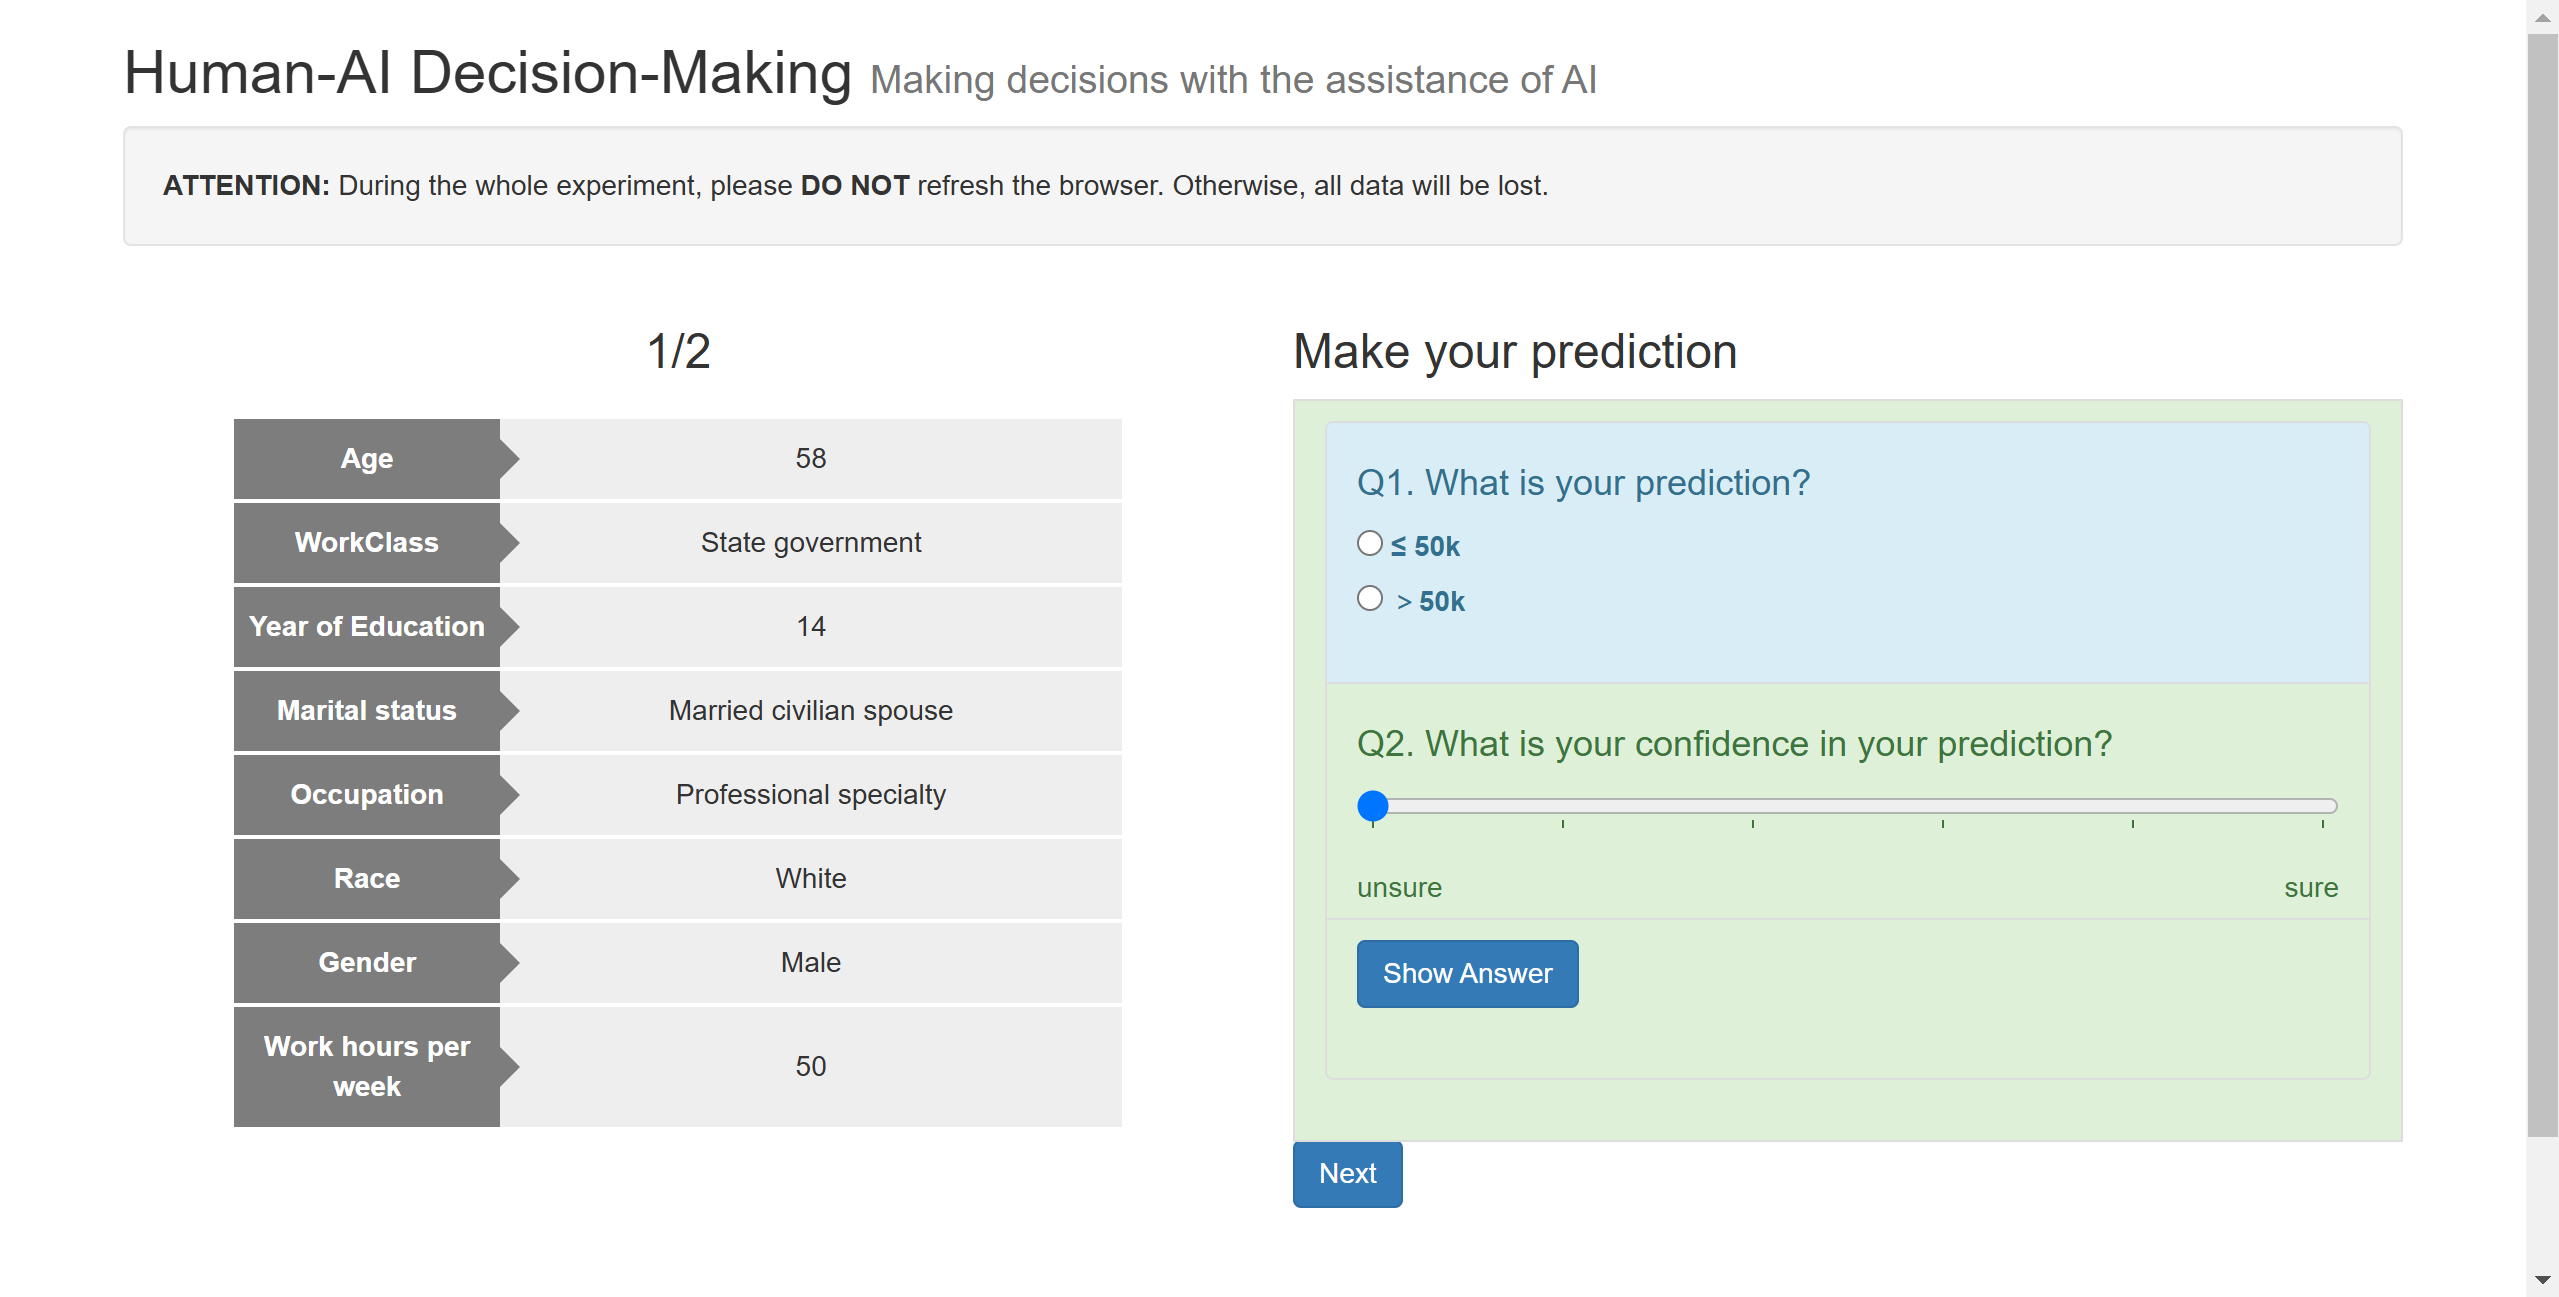 Human-AI Decision-Making Making decisions with the assistance of AI
ATTENTION: During the whole experiment, please DO NOT refresh the browser. Otherwise, all data will be lost.
1/2
Age 58
WorkClass State government
Year of Education 14
Marital status Married civilian spouse
Occupation Professional specialty
Race White
Gender Male
Work hours per
week
50
Make your prediction
Q1. What is your prediction?
≤ 50k
> 50k
Q2. What is your confidence in your prediction?
unsure sure
Show Answer
Next